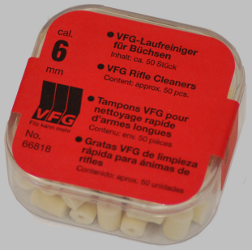 cal.
6
mm
VFG
No.
66818
• VFG-Laufreiniger
für Büchsen
Inhalt: ca. 50 Stück
• VFG Rifle Cleaners
Content: approx. 50 pcs.
• Tampons VFG pour
nettoyage rapide
d'armes longues
Contenu: env. 50 pièces
• Gratas VFG de limpieza
rápida para ánimas de
rifles
Contenido: aprox. 50 unidades